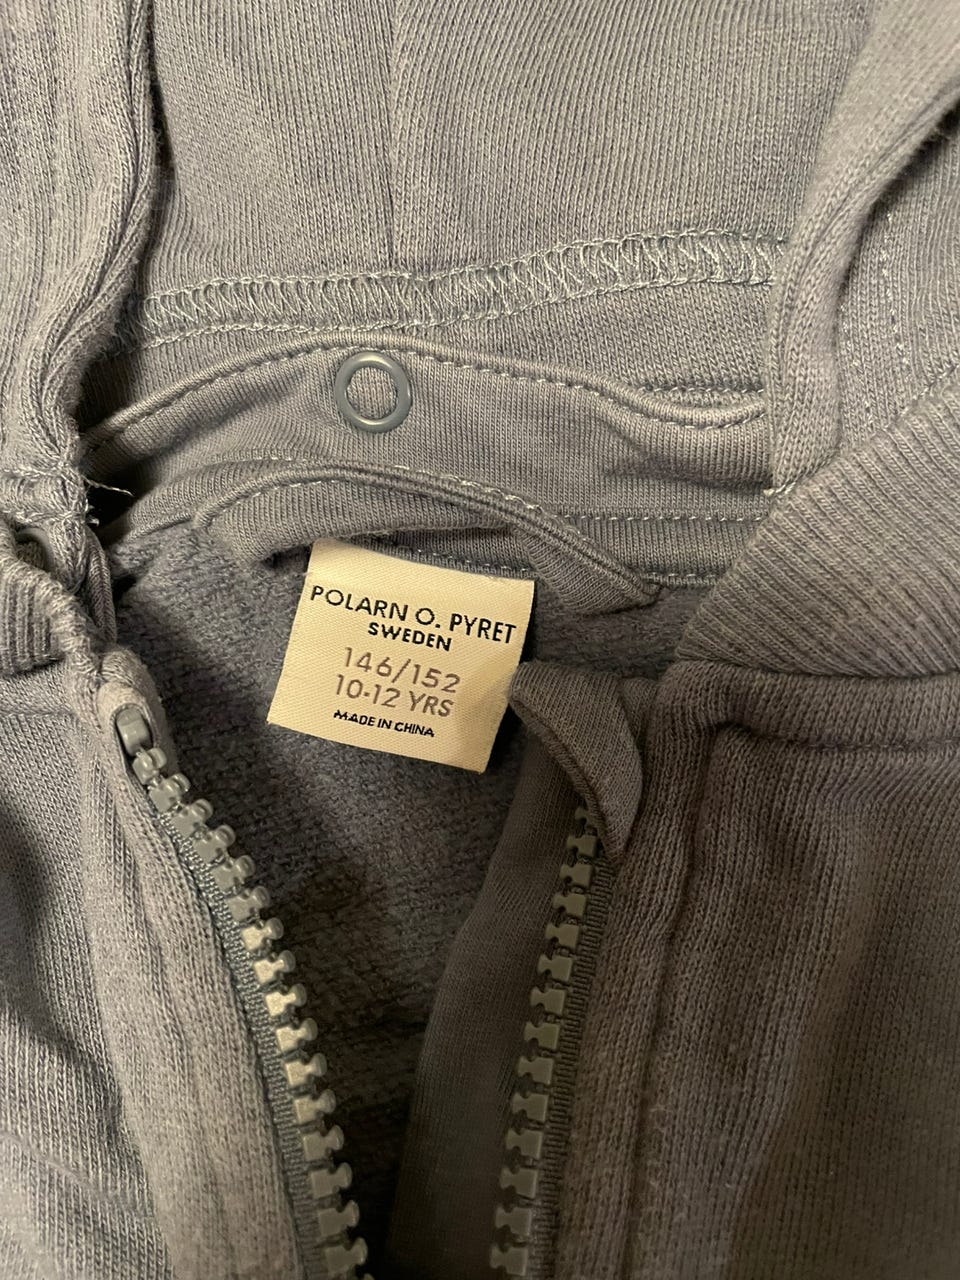 POLARN O. PYRET
SWEDEN
146/152
10-12 YRS
MADE IN CHINA